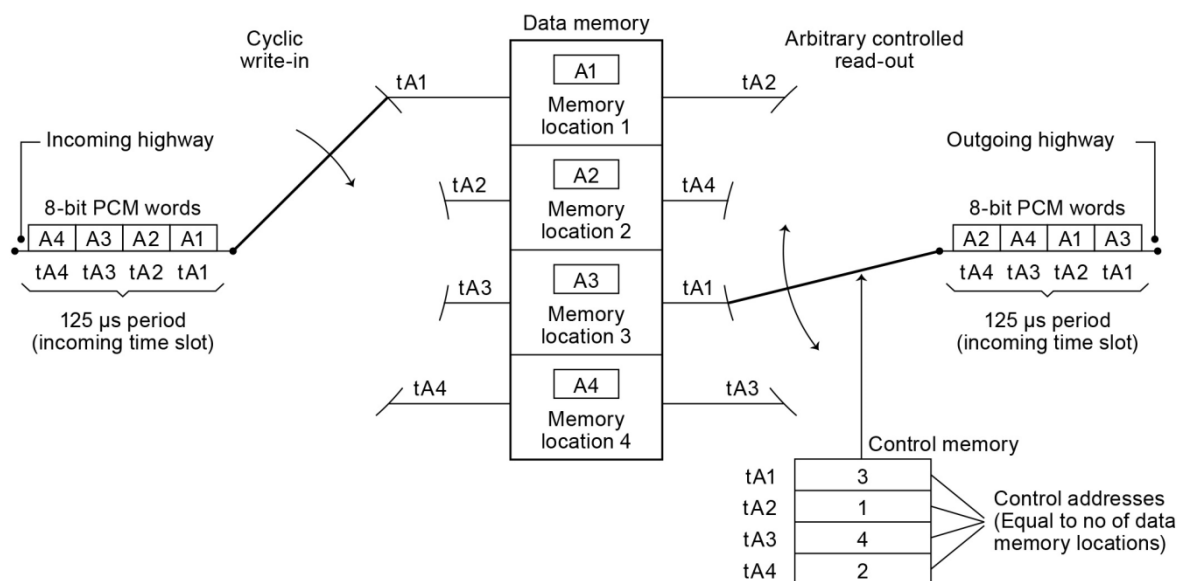 Data memory
Cyclic
write-in
Arbitrary controlled
read-out
tA1
A1
Memory
location 1
tA2
Incoming highway
Outgoing highway
tA2
A2
Memory
location 2
tA4
8-bit PCM words
A4 A3 A2 A1
tA4 tA3 tA2 tA1
125 µs period
(incoming time slot)
tA3
A3
Memory
location 3
tA1
8-bit PCM words
A2 A4 A1 A3
tA4 tA3 tA2 tA1
125 µs period
(incoming time slot)
tA4
A4
Memory
location 4
tA3
Control memory
tA1 3
tA2 1
tA3 4
tA4 2
Control addresses
(Equal to no of data
memory locations)